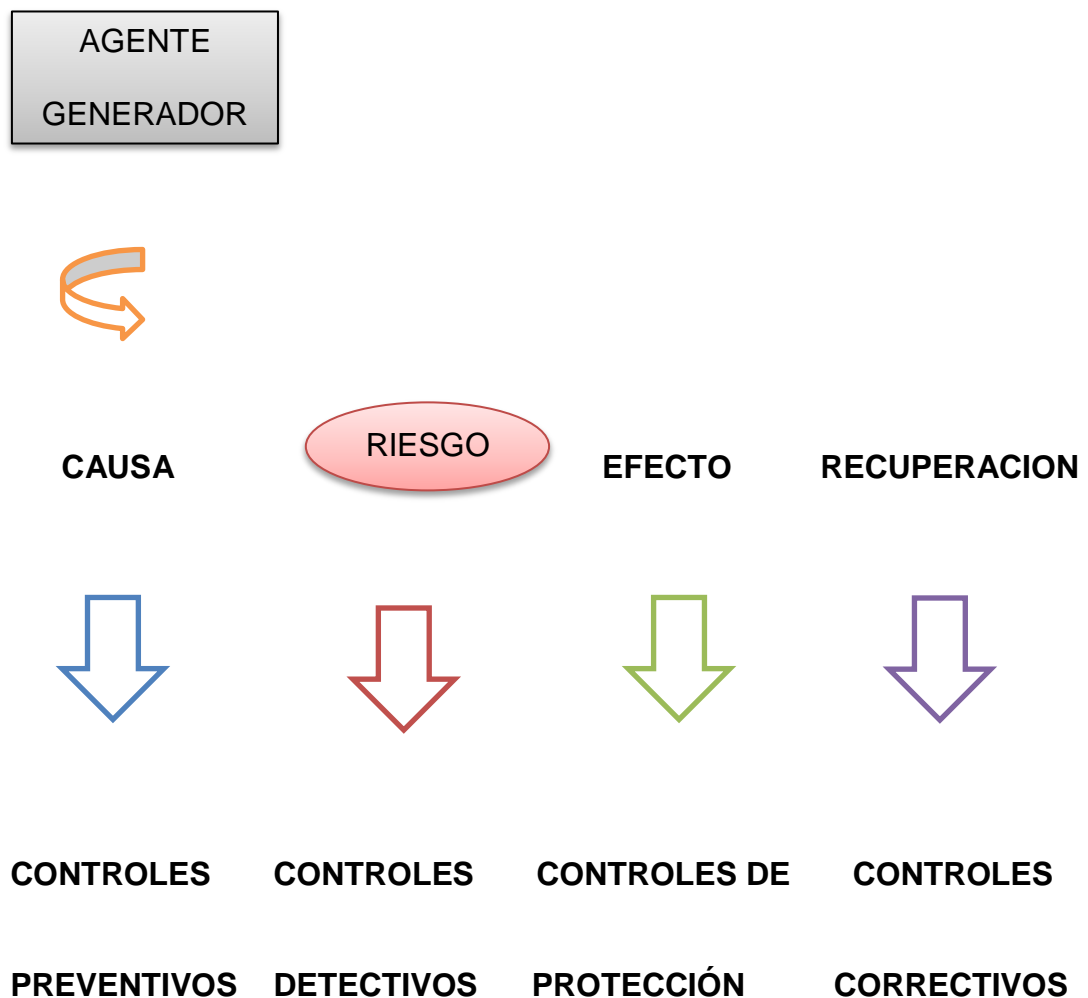 AGENTE
GENERADOR
CAUSA RIESGO EFECTO RECUPERACION
CONTROLES CONTROLES CONTROLES DE CONTROLES
PREVENTIVOS DETECTIVOS PROTECCIÓN CORRECTIVOS